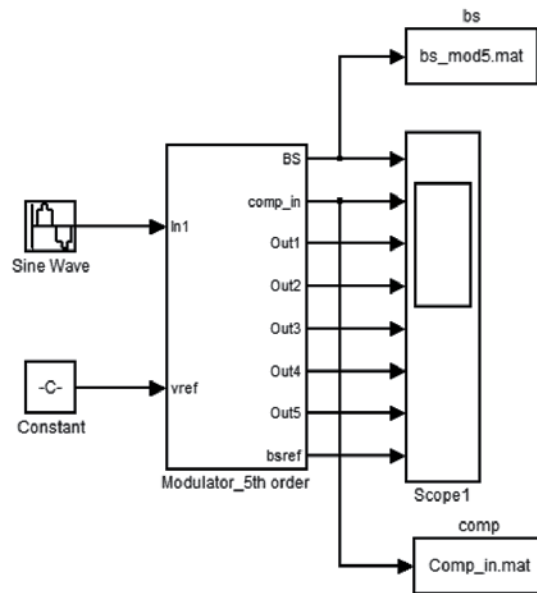 bs
bs_mod5.mat
BS
comp_in
In1
Out1
Sine Wave
Out2
Out3
Out4
-C-
vref
Out5
Constant
bsref
Modulator_5th order
Scope1
comp
Comp_in.mat